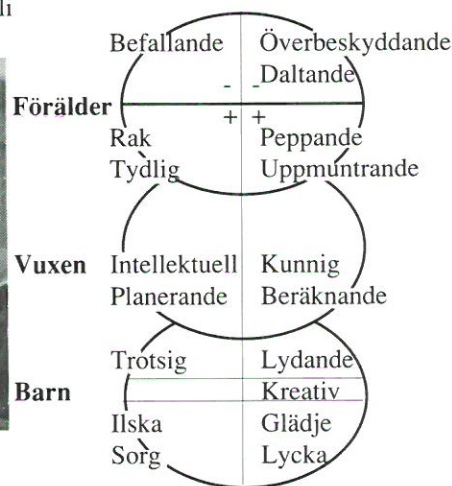 li
Befallande Överbeskyddande
Daltande
- -
Förälder
+ +
Rak Peppande
Tydlig Uppmuntrande
Vuxen Intellektuell Kunnig
Planerande Beräknande
Trotsig Lydande
Barn Kreativ
Ilska Glädje
Sorg Lycka